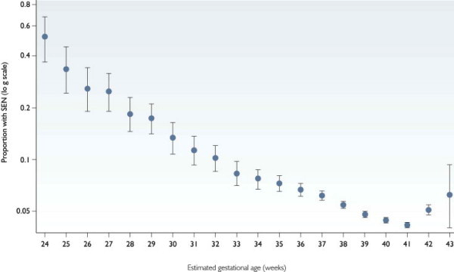 Proportion with SEN (log scale)
0.8
0.6
0.4
0.2
0.1
0.05
24 25 26 27 28 29 30 31 32 33 34 35 36 37 38 39 40 41 42 43
Estimated gestational age (weeks)